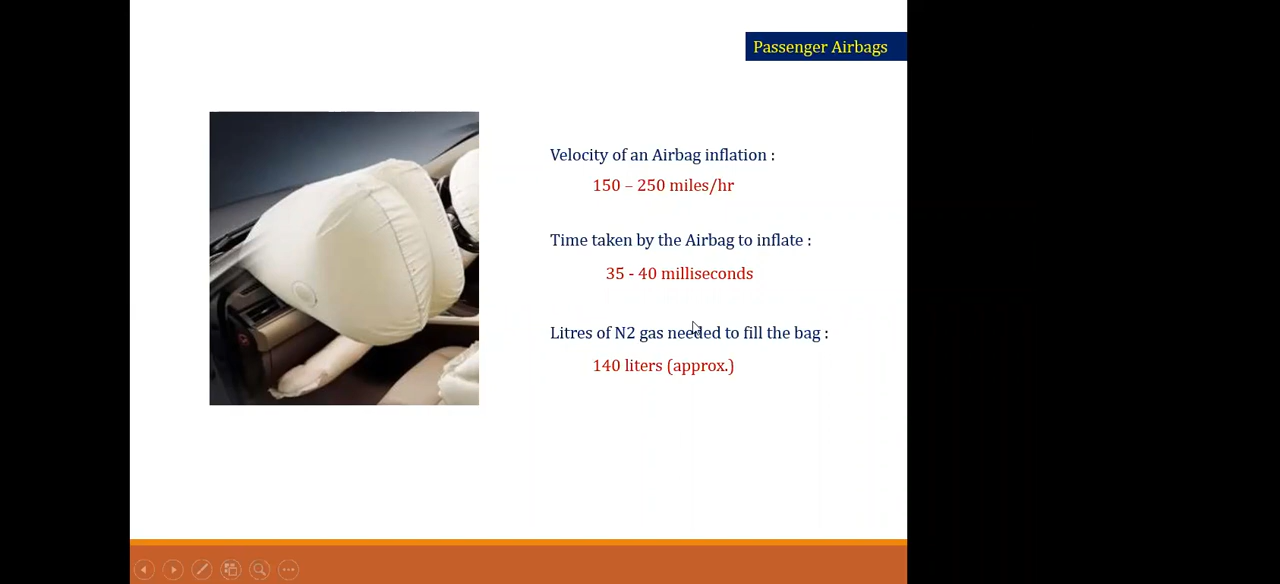 Passenger Airbags
Velocity of an Airbag inflation :
150 – 250 miles/hr
Time taken by the Airbag to inflate :
35 - 40 milliseconds
Litres of N2 gas needed to fill the bag :
140 liters (approx.)